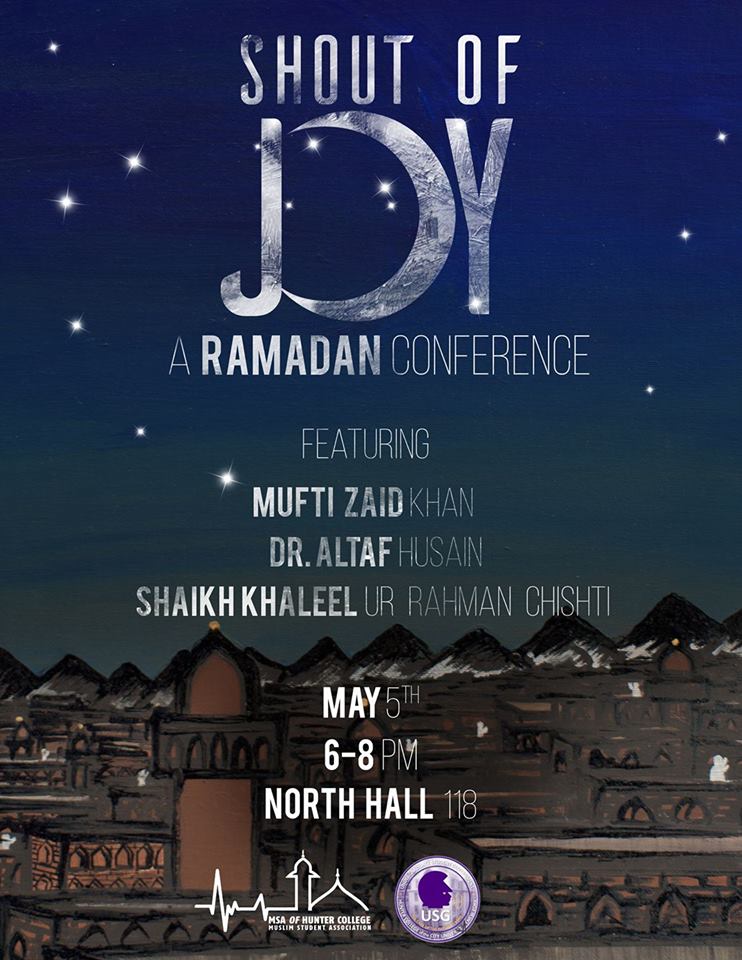 SHOUT OF
JOY
A RAMADAN CONFERENCE
FEATURING
MUFTI ZAID KHAN
DR. ALTAF HUSAIN
SHAIKH KHALEEL UR RAHMAN CHISHTI
MAY 5TH
6-8 PM
NORTH HALL 118
MSA OF HUNTER COLLEGE
MUSLIM STUDENT ASSOCIATION
USG